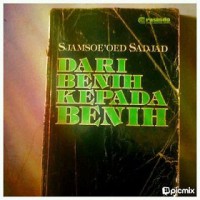 SJAMSOE'OED SADJAD
DARI
BENIH
KEPADA
BENIH
picmix